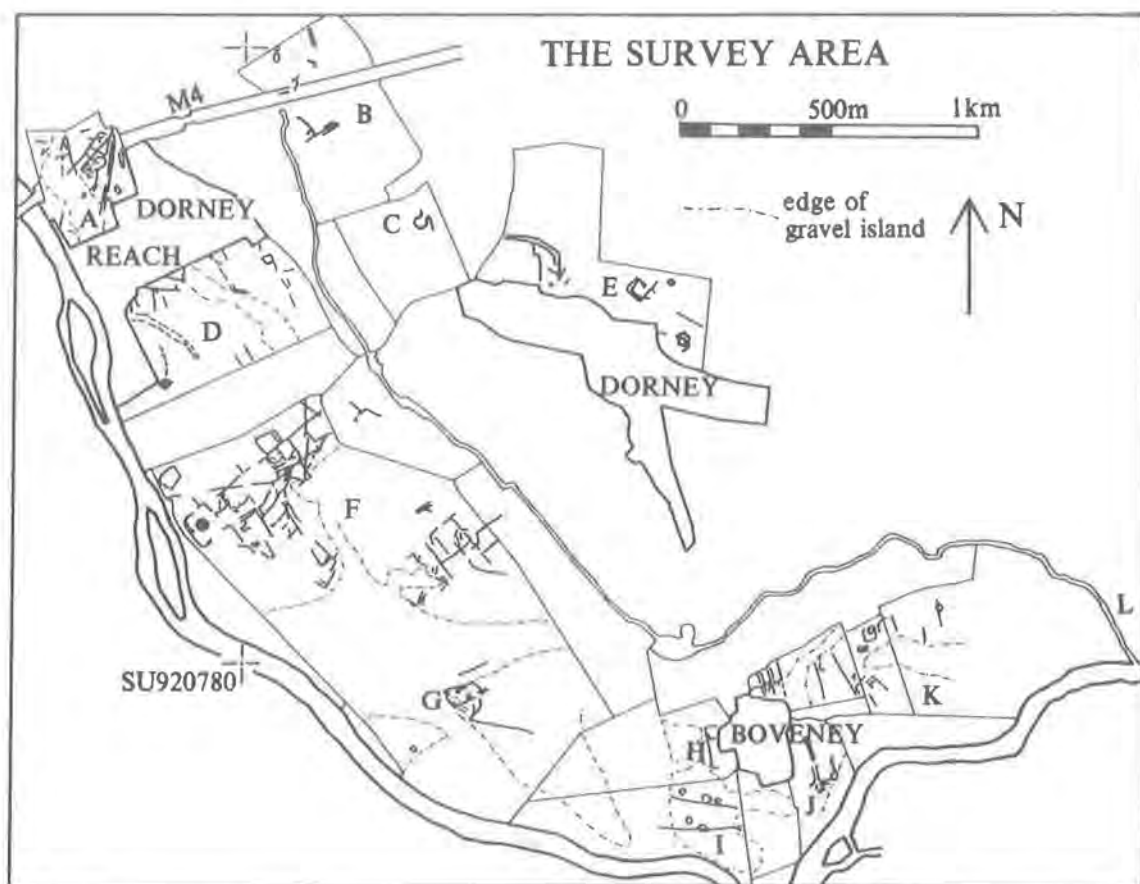 THE SURVEY AREA
0 500m 1km
edge of
gravel island
N
M4
B
A
DORNEY
REACH
C
E
D
DORNEY
F
L
SU920780
G
K
H
BOVENEY
J
I